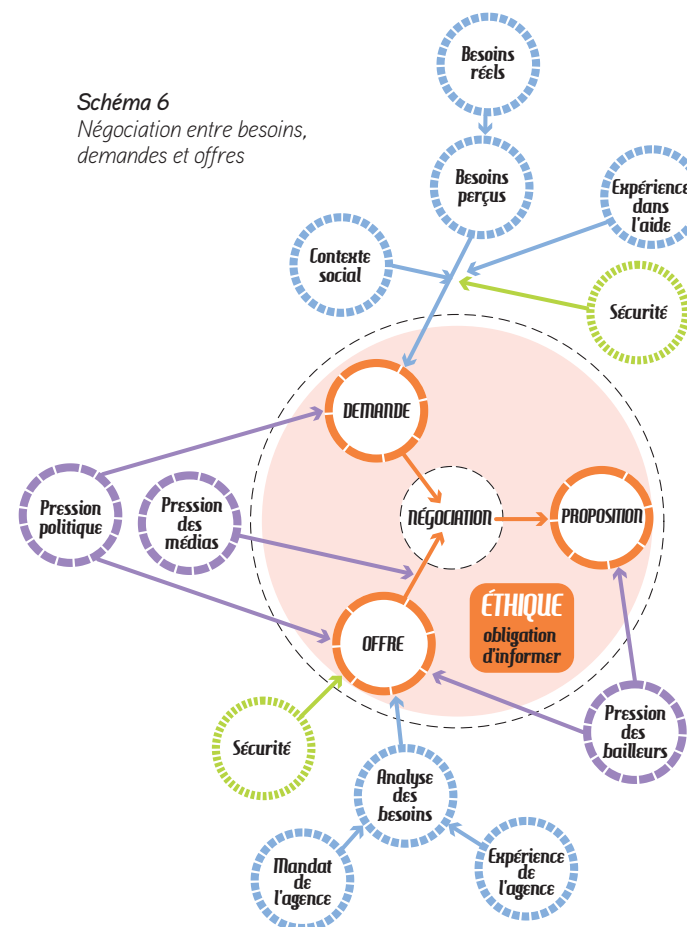 Schéma 6
Négociation entre besoins,
demandes et offres
Besoins
réels
Besoins
perçus
Expérience
dans
l'aide
Contexte
social
Sécurité
DEMANDE
Pression
politique
Pression
des
médias
NÉGOCIATION
PROPOSITION
ÉTHIQUE
obligation
d'informer
OFFRE
Sécurité
Pression
des
bailleurs
Analyse
des
besoins
Mandat
de
l'agence
Expérience
de
l'agence